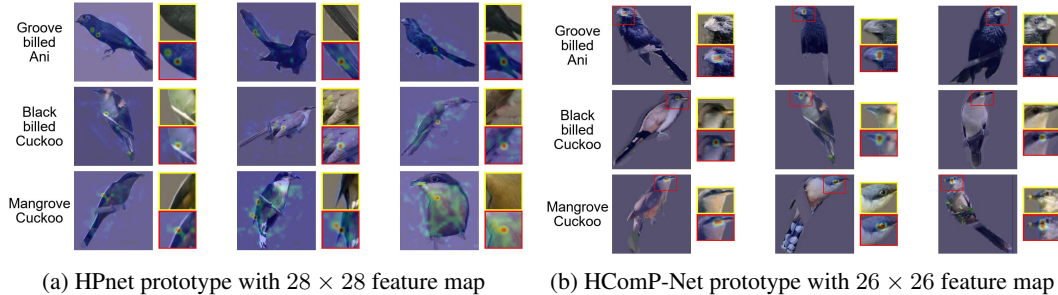 Groove
billed
Ani
Black
billed
Cuckoo
Mangrove
Cuckoo
(a) HPnet prototype with 28 × 28 feature map
Groove
billed
Ani
Black
billed
Cuckoo
Mangrove
Cuckoo
(b) HComP-Net prototype with 26 × 26 feature map